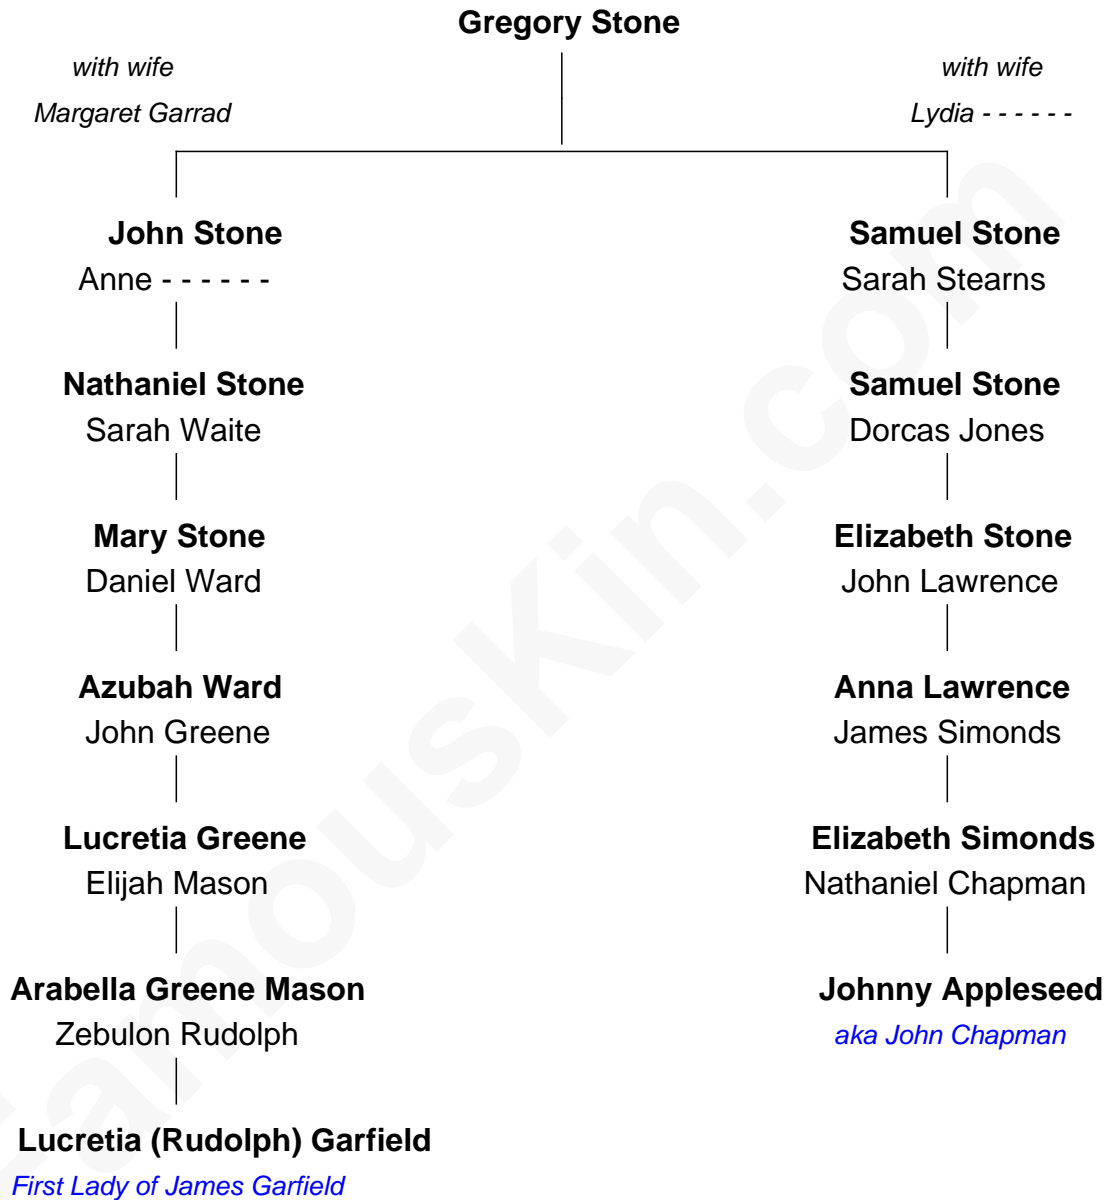 Gregory Stone
with wife
Margaret Garrad
with wife
Lydia - - - - - -
John Stone
Anne - - - - - -
Samuel Stone
Sarah Stearns
Nathaniel Stone
Sarah Waite
Samuel Stone
Dorcas Jones
Mary Stone
Daniel Ward
Elizabeth Stone
John Lawrence
Azubah Ward
John Greene
Anna Lawrence
James Simonds
Lucretia Greene
Elijah Mason
Elizabeth Simonds
Nathaniel Chapman
Arabella Greene Mason
Zebulon Rudolph
Johnny Appleseed
aka John Chapman
Lucretia (Rudolph) Garfield
First Lady of James Garfield
FamousKin.com